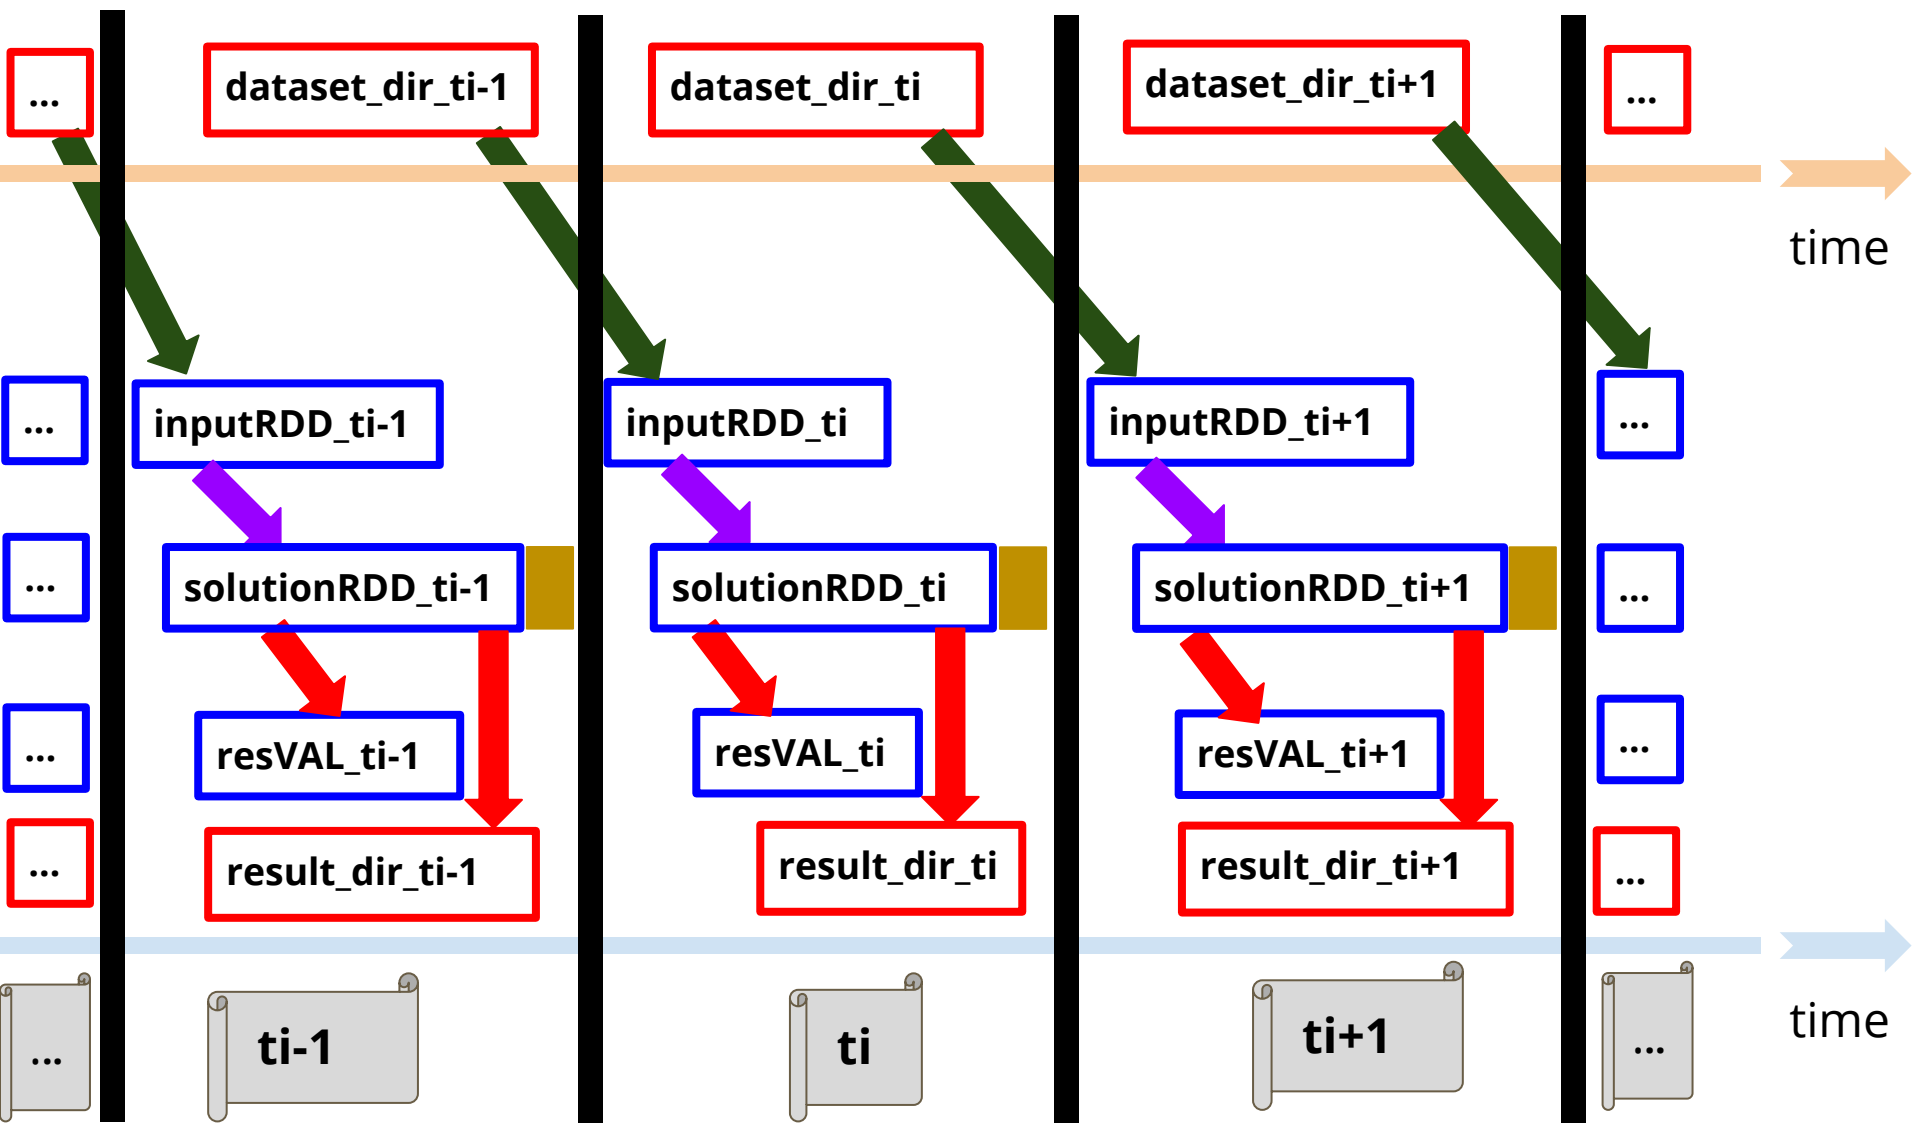 ... dataset_dir_ti-1 dataset_dir_ti dataset_dir_ti+1 ...
time
... inputRDD_ti-1 inputRDD_ti inputRDD_ti+1 ...
... solutionRDD_ti-1 solutionRDD_ti solutionRDD_ti+1 ...
... resVAL_ti-1 resVAL_ti resVAL_ti+1 ...
... result_dir_ti-1 result_dir_ti result_dir_ti+1 ...
... ti-1 ti ti+1 ...
time